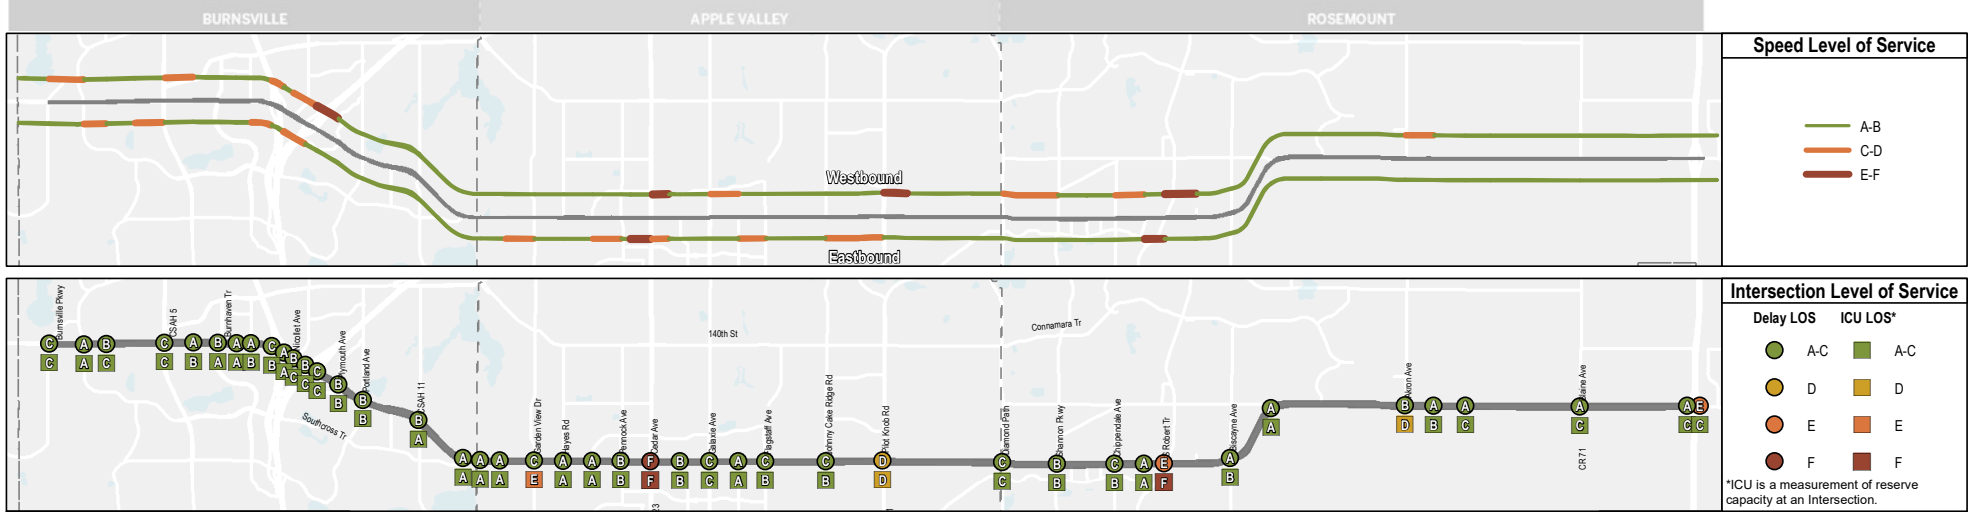 BURNSVILLE
APPLE VALLEY
ROSEMOUNT
Speed Level of Service
A-B
C-D
E-F
Westbound
Eastbound
Intersection Level of Service
Delay LOS ICU LOS*
A-C A-C
D D
E E
F F
*ICU is a measurement of reserve
capacity at an Intersection.
Burnsville Pkwy
CSAH 5
Burnhaven Tr
Nicollet Ave
Plymouth Ave
Portland Ave
CSAH 11
Southcross Tr
Garden View Dr
Hayes Rd
Pennock Ave
Cedar Ave
Galaxie Ave
Flagstaff Ave
Johnny Cake Ridge Rd
Pilot Knob Rd
140th St
Diamond Path
Connamara Tr
Shannon Pkwy
Chippendale Ave
S Robert Tr
Biscayne Ave
Akron Ave
Blaine Ave
CR 71
23
C A B C A B A A C A B B C B B B A A A C A A B F B C A C C D C B C A E A A B A A A A E
C A C C B A A B B A C C C B B A A A A E A A B F B C A B B D C B B A F B A D B C C C C